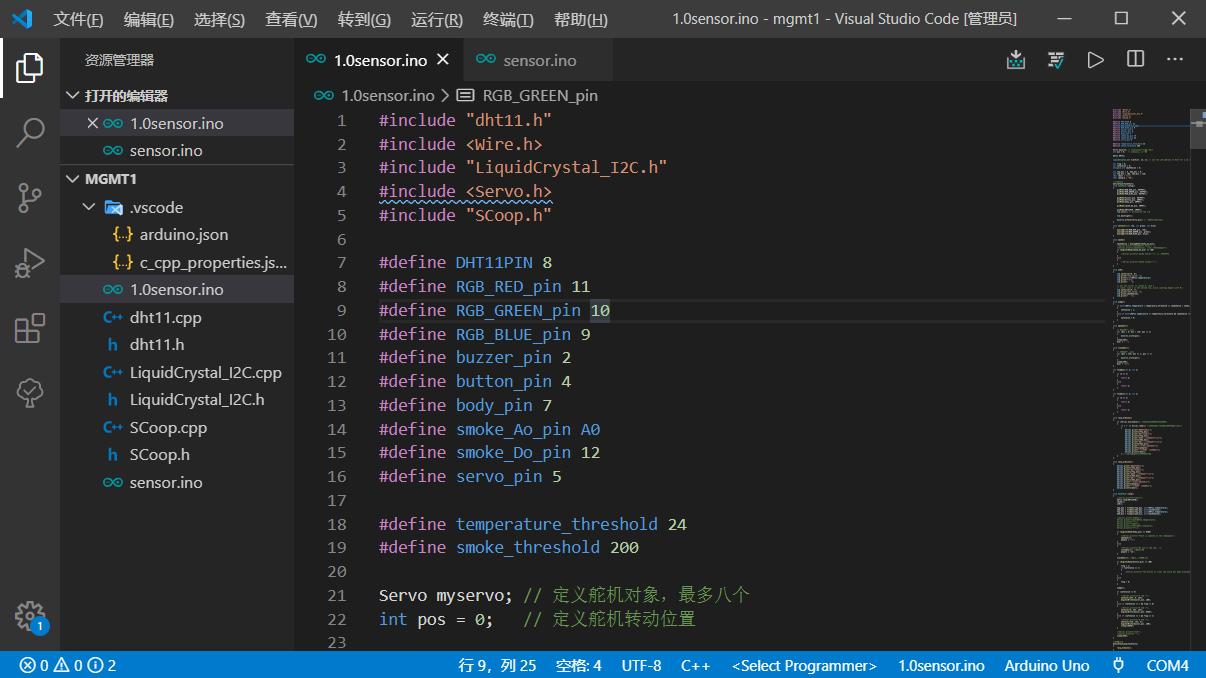 文件(F) 编辑(E) 选择(S) 查看(V) 转到(G) 运行(R) 终端(T) 帮助(H) 1.0sensor.ino - mgmt1 - Visual Studio Code [管理员]
资源管理器
打开的编辑器
1.0sensor.ino
sensor.ino
MGMT1
.vscode
{..} arduino.json
{..} c_cpp_properties.js...
1.0sensor.ino
C++ dht11.cpp
h dht11.h
C++ LiquidCrystal_I2C.cpp
h LiquidCrystal_I2C.h
C++ SCoop.cpp
h SCoop.h
sensor.ino
1
1.0sensor.ino sensor.ino
1.0sensor.ino > RGB_GREEN_pin
1 #include "dht11.h"
2 #include <Wire.h>
3 #include "LiquidCrystal_I2C.h"
4 #include <Servo.h>
5 #include "SCoop.h"
6
7 #define DHT11PIN 8
8 #define RGB_RED_pin 11
9 #define RGB_GREEN_pin 10
10 #define RGB_BLUE_pin 9
11 #define buzzer_pin 2
12 #define button_pin 4
13 #define body_pin 7
14 #define smoke_Ao_pin A0
15 #define smoke_Do_pin 12
16 #define servo_pin 5
17
18 #define temperature_threshold 24
19 #define smoke_threshold 200
20
21 Servo myservo; // 定义舵机对象，最多八个
22 int pos = 0; // 定义舵机转动位置
23
0 0 2 行 9，列 25 空格: 4 UTF-8 C++ <Select Programmer> 1.0sensor.ino Arduino Uno COM4